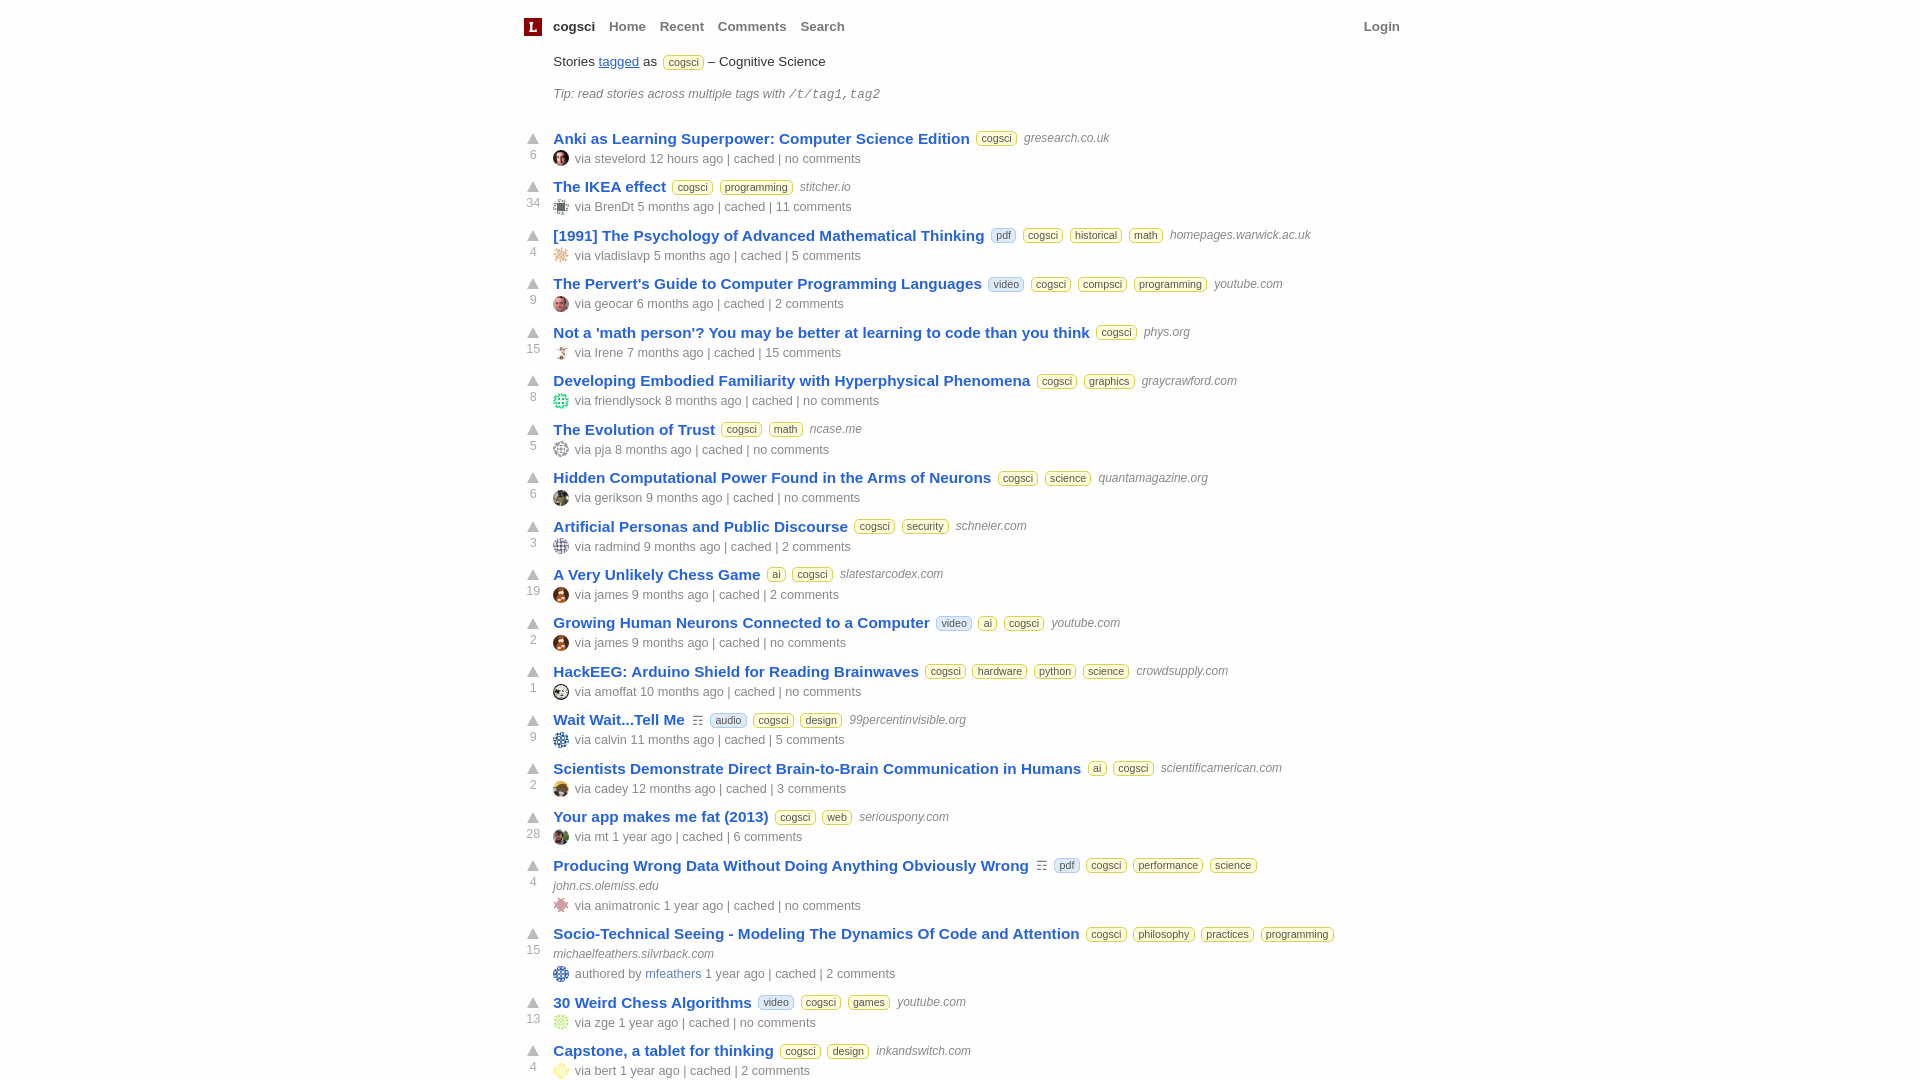 L cogsci Home Recent Comments Search Login
Stories tagged as cogsci – Cognitive Science
Tip: read stories across multiple tags with /t/tag1,tag2
Anki as Learning Superpower: Computer Science Edition cogsci gresearch.co.uk
6 via stevelord 12 hours ago | cached | no comments
The IKEA effect cogsci programming stitcher.io
34 via BrenDt 5 months ago | cached | 11 comments
[1991] The Psychology of Advanced Mathematical Thinking pdf cogsci historical math homepages.warwick.ac.uk
4 via vladislavp 5 months ago | cached | 5 comments
The Pervert's Guide to Computer Programming Languages video cogsci compsci programming youtube.com
9 via geocar 6 months ago | cached | 2 comments
Not a 'math person'? You may be better at learning to code than you think cogsci phys.org
15 via Irene 7 months ago | cached | 15 comments
Developing Embodied Familiarity with Hyperphysical Phenomena cogsci graphics graycrawford.com
8 via friendlysock 8 months ago | cached | no comments
The Evolution of Trust cogsci math ncase.me
5 via pja 8 months ago | cached | no comments
Hidden Computational Power Found in the Arms of Neurons cogsci science quantamagazine.org
6 via gerikson 9 months ago | cached | no comments
Artificial Personas and Public Discourse cogsci security schneier.com
3 via radmind 9 months ago | cached | 2 comments
A Very Unlikely Chess Game ai cogsci slatestarcodex.com
19 via james 9 months ago | cached | 2 comments
Growing Human Neurons Connected to a Computer video ai cogsci youtube.com
2 via james 9 months ago | cached | no comments
HackEEG: Arduino Shield for Reading Brainwaves cogsci hardware python science crowdsupply.com
1 via amoffat 10 months ago | cached | no comments
Wait Wait...Tell Me ☶ audio cogsci design 99percentinvisible.org
9 via calvin 11 months ago | cached | 5 comments
Scientists Demonstrate Direct Brain-to-Brain Communication in Humans ai cogsci scientificamerican.com
2 via cadey 12 months ago | cached | 3 comments
Your app makes me fat (2013) cogsci web seriouspony.com
28 via mt 1 year ago | cached | 6 comments
Producing Wrong Data Without Doing Anything Obviously Wrong ☶ pdf cogsci performance science
4 john.cs.olemiss.edu
via animatronic 1 year ago | cached | no comments
Socio-Technical Seeing - Modeling The Dynamics Of Code and Attention cogsci philosophy practices programming
15 michaelfeathers.silvrback.com
authored by mfeathers 1 year ago | cached | 2 comments
30 Weird Chess Algorithms video cogsci games youtube.com
13 via zge 1 year ago | cached | no comments
Capstone, a tablet for thinking cogsci design inkandswitch.com
4 via bert 1 year ago | cached | 2 comments